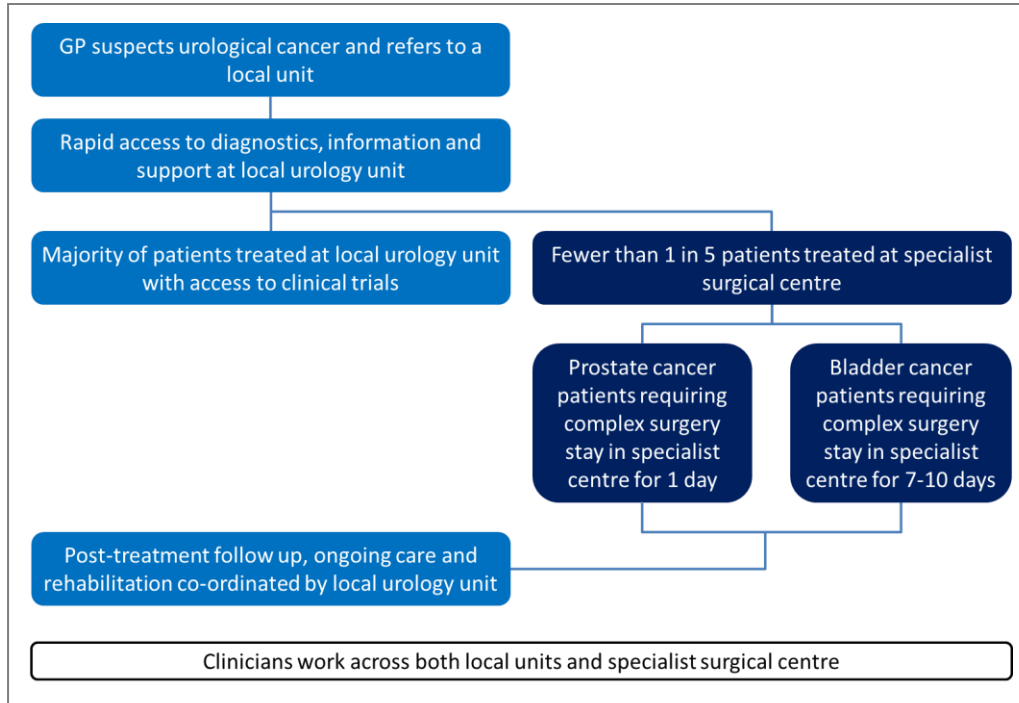 GP suspects urological cancer and refers to a
local unit
Rapid access to diagnostics, information and
support at local urology unit
Majority of patients treated at local urology unit
with access to clinical trials
Fewer than 1 in 5 patients treated at specialist
surgical centre
Prostate cancer
patients requiring
complex surgery
stay in specialist
centre for 1 day
Bladder cancer
patients requiring
complex surgery
stay in specialist
centre for 7-10 days
Post-treatment follow up, ongoing care and
rehabilitation co-ordinated by local urology unit
Clinicians work across both local units and specialist surgical centre